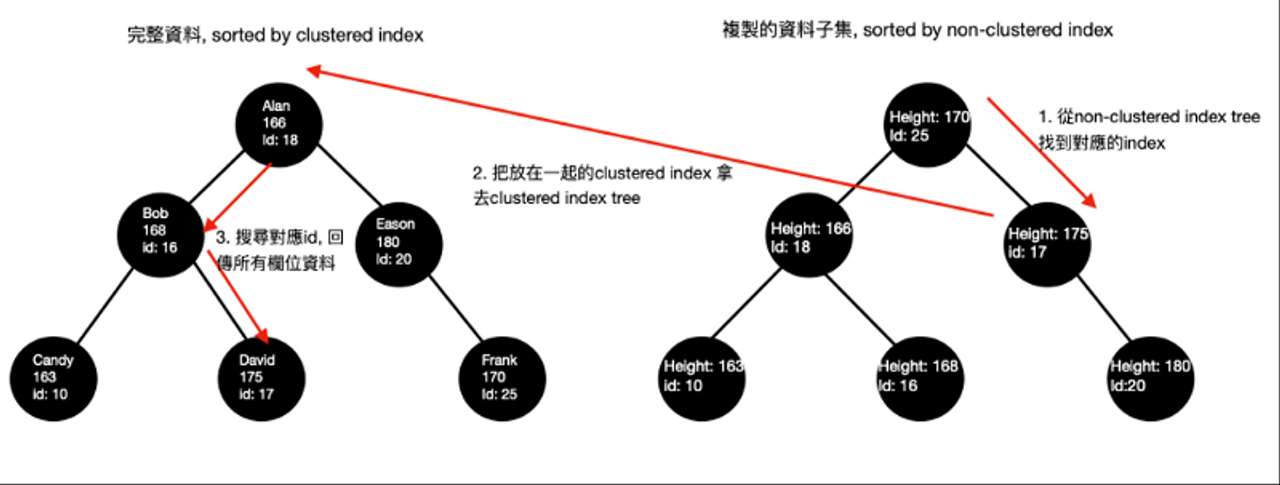 完整資料, sorted by clustered index
複製的資料子集, sorted by non-clustered index
Alan
166
Id: 18
Height: 170
Id: 25
1. 從non-clustered index tree
找到對應的index
2. 把放在一起的clustered index 拿
去clustered index tree
Bob
168
id: 16
Eason
180
Id: 20
Height: 166
Id: 18
Height: 175
id: 17
3. 搜尋對應id, 回
傳所有欄位資料
Candy
163
id: 10
David
175
id: 17
Frank
170
Id: 25
Height: 163
id: 10
Height: 168
Id: 16
Height: 180
Id:20